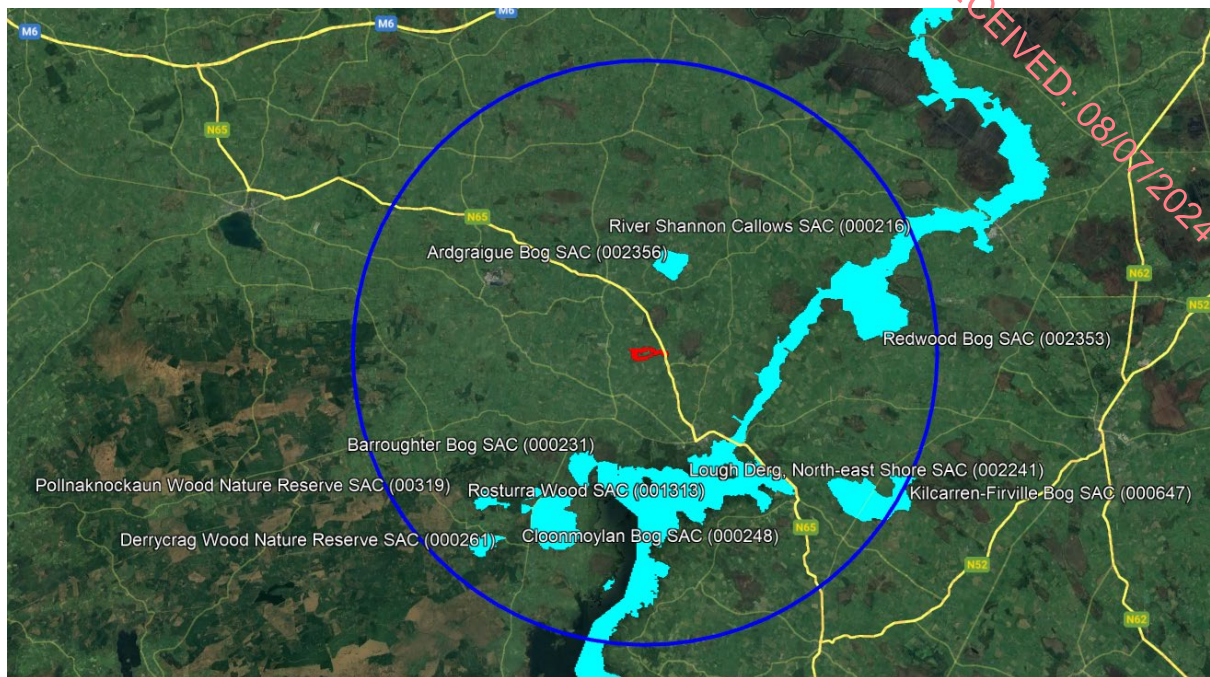 M6
M6
M6
RECEIVED: 08/07/2024
N65
N65
River Shannon Callows SAC (000216)
Ardgraigue Bog SAC (002356)
N62
N52
Redwood Bog SAC (002353)
Barroughter Bog SAC (000231)
Lough Derg, North-east Shore SAC (002241)
Pollnaknockaun Wood Nature Reserve SAC (00319)
Rosturra Wood SAC (001313)
Kilcarren-Firville Bog SAC (000647)
N65
Cloonmoylan Bog SAC (000248)
Derrycrag Wood Nature Reserve SAC (000261)
N52
N62